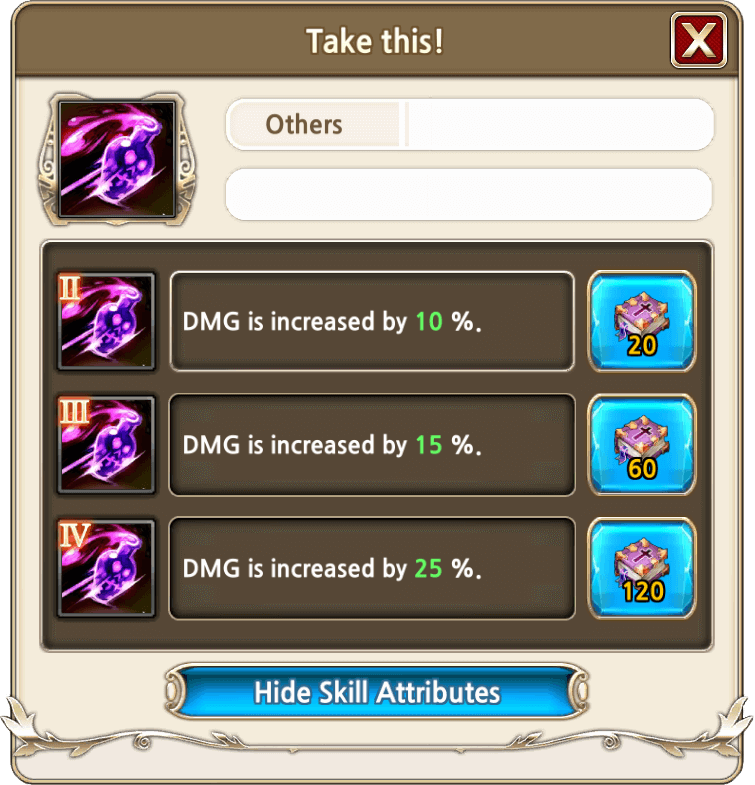 Take this!
X
Others
II
DMG is increased by 10 %.
20
III
DMG is increased by 15 %.
60
IV
DMG is increased by 25 %.
120
Hide Skill Attributes